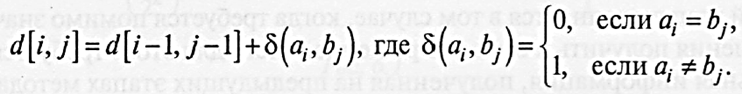 d[i, j] = d[i−1, j−1] + δ(a_i, b_j), где δ(a_i, b_j) = {0, если a_i = b_j,
1, если a_i ≠ b_j.